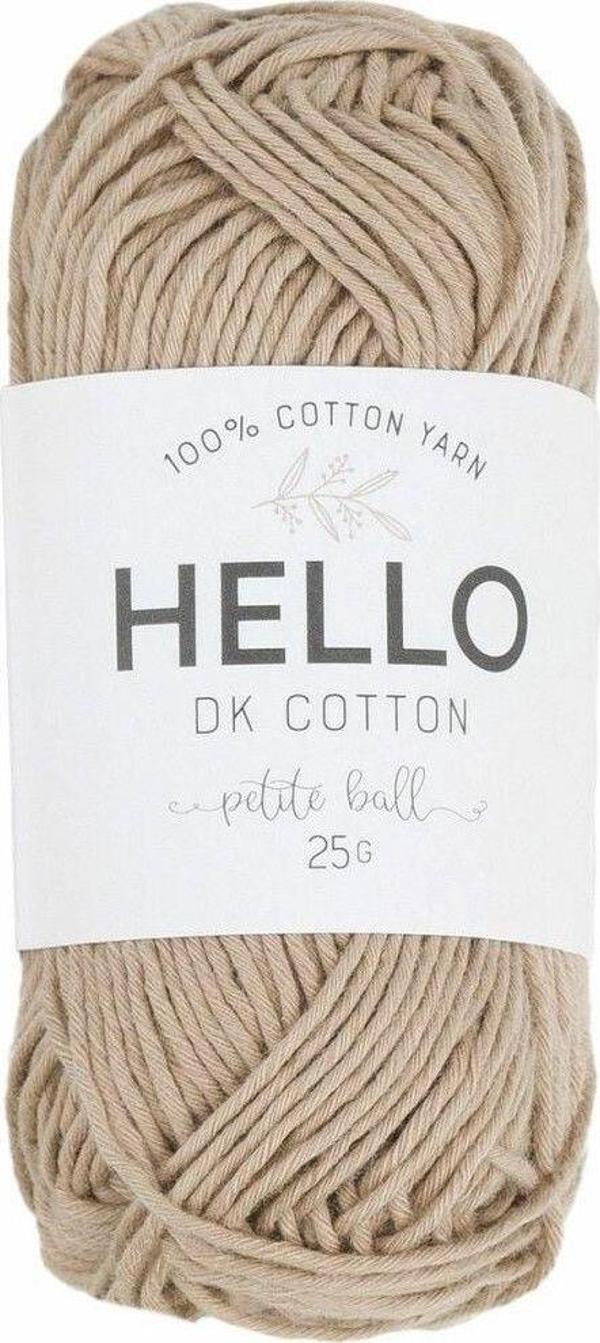 100% COTTON YARN
HELLO
DK COTTON
petite ball
25G